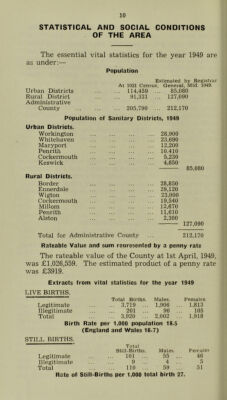 10
STATISTICAL AND SOCIAL CONDITIONS
OF THE AREA
The essential vital statistics for the year 1949 are
as under:—
Population
Estimated by Registrar
At 1931 Census, General, Mid. 1949.
Urban Districts ... ... 114,459 ... 85,080
Rural District ... ... 91,331 ... 127,090
Administrative
County ... ... 205,790 ... 212,170
Population of Sanitary Districts, 1949
Urban Districts.
Workington ... ... ... ... 28,900
Whitehaven ... ... ... ... 23,690
Maryport ... ... ... ... 12,200
Penrith ... ... ... ... 10,410
Cockermouth ... ... ... ... 5,230
Keswick ... ... ... ... 4,650
85,080
Rural Districts.
Border ... ... ... ... 28,850
Ennerdale ... ... ... ... 29,120
Wigton ... ... ... ... 23,000
Cockermouth ... ... ... ... 19,540
Millom ... ... ... ... 12,670
Penrith ... ... ... ... 11,610
Alston ... ... ... ... 2,300
127,090
Total for Administrative County ... 212,170
Rateable Value and sum represented by a penny rate
The rateable value of the County at 1st April, 1949,
was £1,026,559. The estimated product of a penny rate
was £3919.
Extracts from vital statistics for the year 1949
LIVE BIRTHS.
Total Births. Males. Females
Legitimate ... ... 3,719 ... 1,906 ... 1,813
Illegitimate ... ... 201 ... 96 ... 105
Total ... ... 3,920 ... 2,002 ... 1,918
Birth Rate per 1,000 population 18.5
(England and Wales 16.7)
STILL BIRTHS.
Total
Still-Births. Males. Females
Legitimate ... ... 101 ... 55 ... 46
Illegitimate ... ... 9 ... 4 ... 5
Total ... ... 110 ... 59 ... 51
Rate of Still-Births per 1,000 total birth 27.